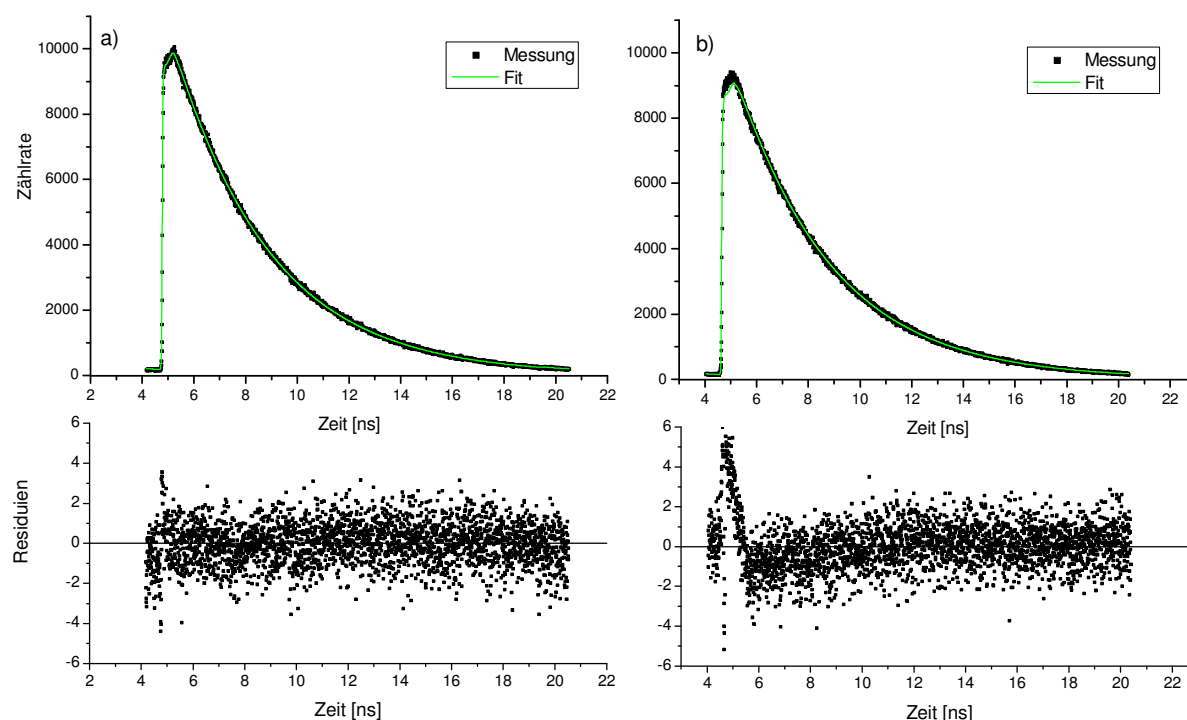 a)
Messung
Fit
Zählrate
10000
8000
6000
4000
2000
0
2 4 6 8 10 12 14 16 18 20 22
Zeit [ns]
b)
Messung
Fit
10000
8000
6000
4000
2000
0
4 6 8 10 12 14 16 18 20 22
Zeit [ns]
Residuien
6
4
2
0
-2
-4
-6
2 4 6 8 10 12 14 16 18 20 22
Zeit [ns]
6
4
2
0
-2
-4
-6
4 6 8 10 12 14 16 18 20 22
Zeit [ns]